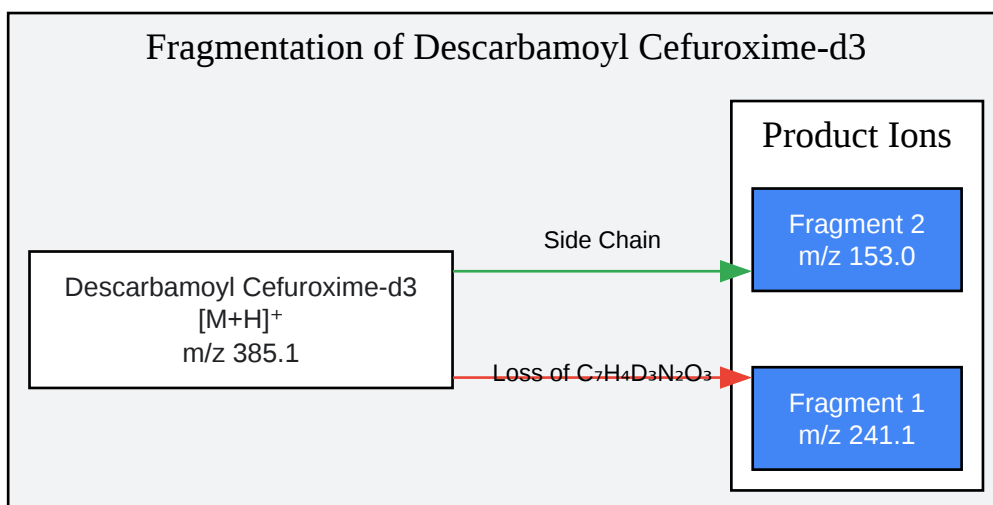 Fragmentation of Descarbamoyl Cefuroxime-d3
Product Ions
Fragment 2
m/z 153.0
Side Chain
Descarbamoyl Cefuroxime-d3
[M+H]⁺
m/z 385.1
Loss of C₇H₄D₃N₂O₃
Fragment 1
m/z 241.1